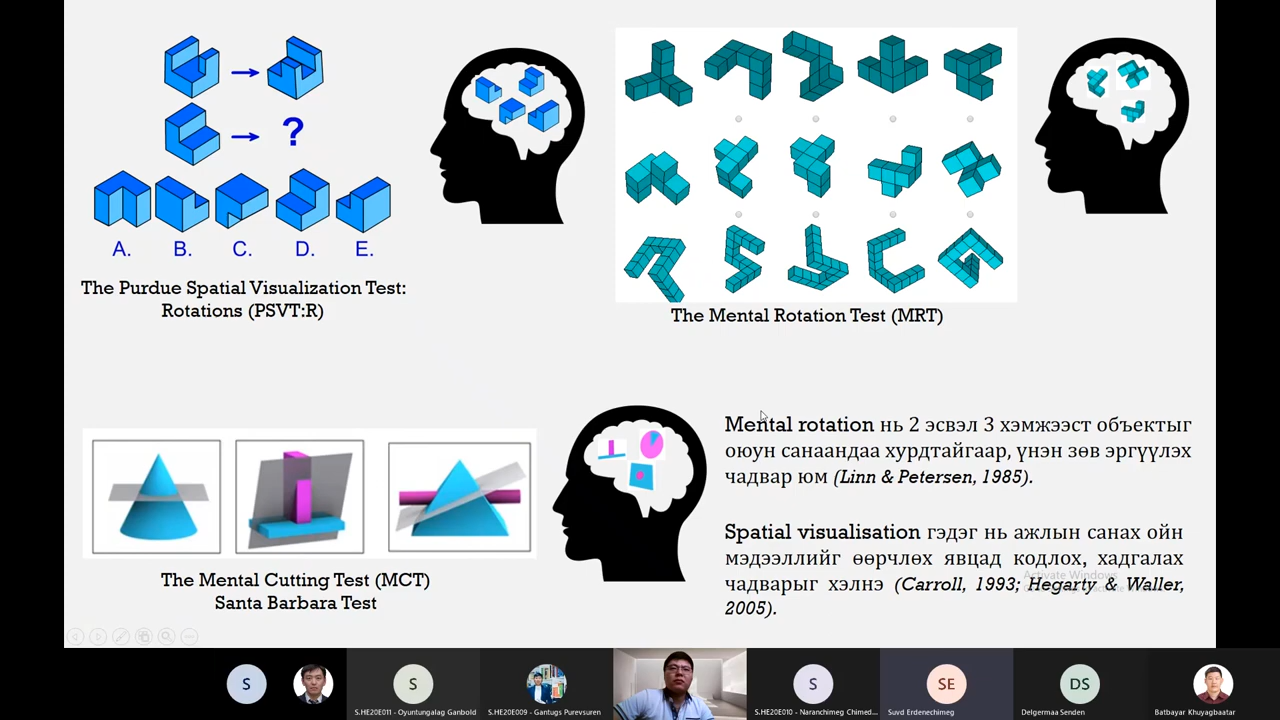 ?
A. B. C. D. E.
The Purdue Spatial Visualization Test:
Rotations (PSVT:R)
The Mental Rotation Test (MRT)
The Mental Cutting Test (MCT)
Santa Barbara Test
Mental rotation нь 2 эсвэл 3 хэмжээст объектыг
оюун санаандаа хурдтайгаар, үнэн зөв эргүүлэх
чадвар юм (Linn & Petersen, 1985).
Spatial visualisation гэдэг нь ажлын санах ойн
мэдээллийг өөрчлөх явцад кодлох, хадгалах
чадварыг хэлнэ (Carroll, 1993; Hegarty & Waller,
2005).
Activate Windows
S
S
S.HE20E011 - Oyuntungalag Ganbold
S.HE20E009 - Gantugs Purevsuren
S
S.HE20E010 - Naranchimeg Chimed...
SE
Suvd Erdenechimeg
DS
Delgermaa Senden
Batbayar Khuyagbaatar